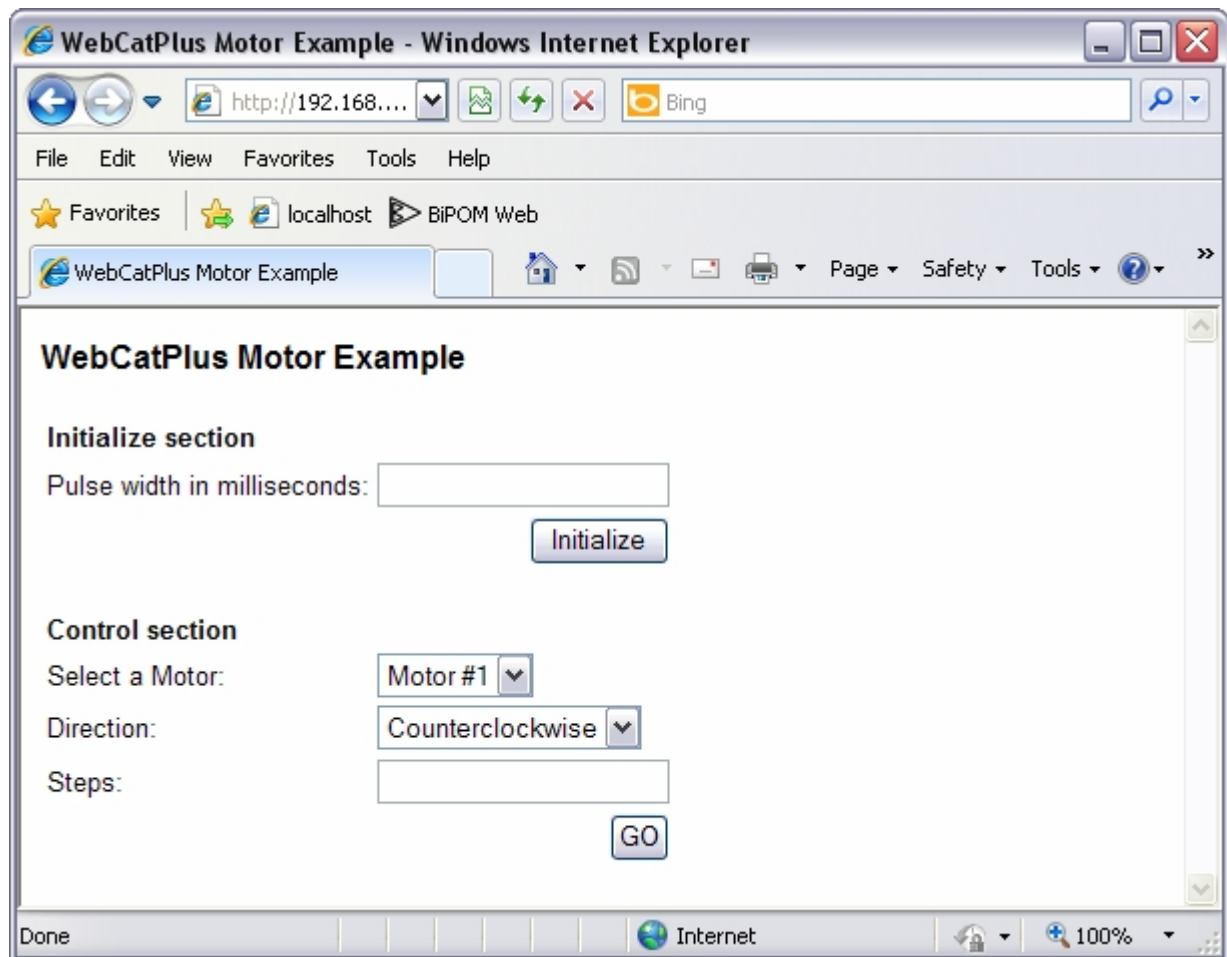 WebCatPlus Motor Example - Windows Internet Explorer
http://192.168.... Bing
File Edit View Favorites Tools Help
Favorites localhost BiPOM Web
WebCatPlus Motor Example Page Safety Tools
WebCatPlus Motor Example
Initialize section
Pulse width in milliseconds:
Initialize
Control section
Select a Motor: Motor #1
Direction: Counterclockwise
Steps:
GO
Done Internet 100%